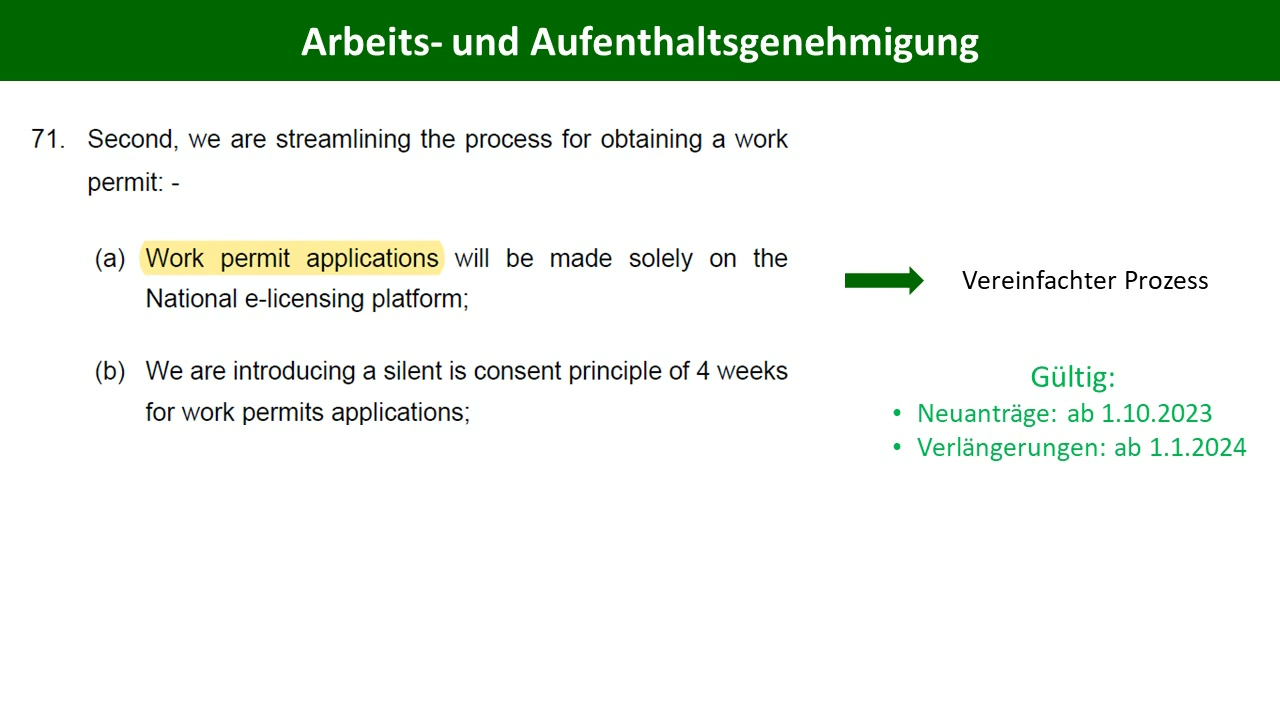 Arbeits- und Aufenthaltsgenehmigung
71. Second, we are streamlining the process for obtaining a work
permit: -
(a) Work permit applications will be made solely on the
National e-licensing platform;
Vereinfachter Prozess
(b) We are introducing a silent is consent principle of 4 weeks
for work permits applications;
Gültig:
• Neuanträge: ab 1.10.2023
• Verlängerungen: ab 1.1.2024